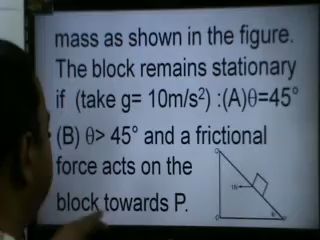 mass as shown in the figure.
The block remains stationary
if (take g= 10m/s²) :(A)θ=45°
(B) θ> 45° and a frictional
force acts on the
block towards P.